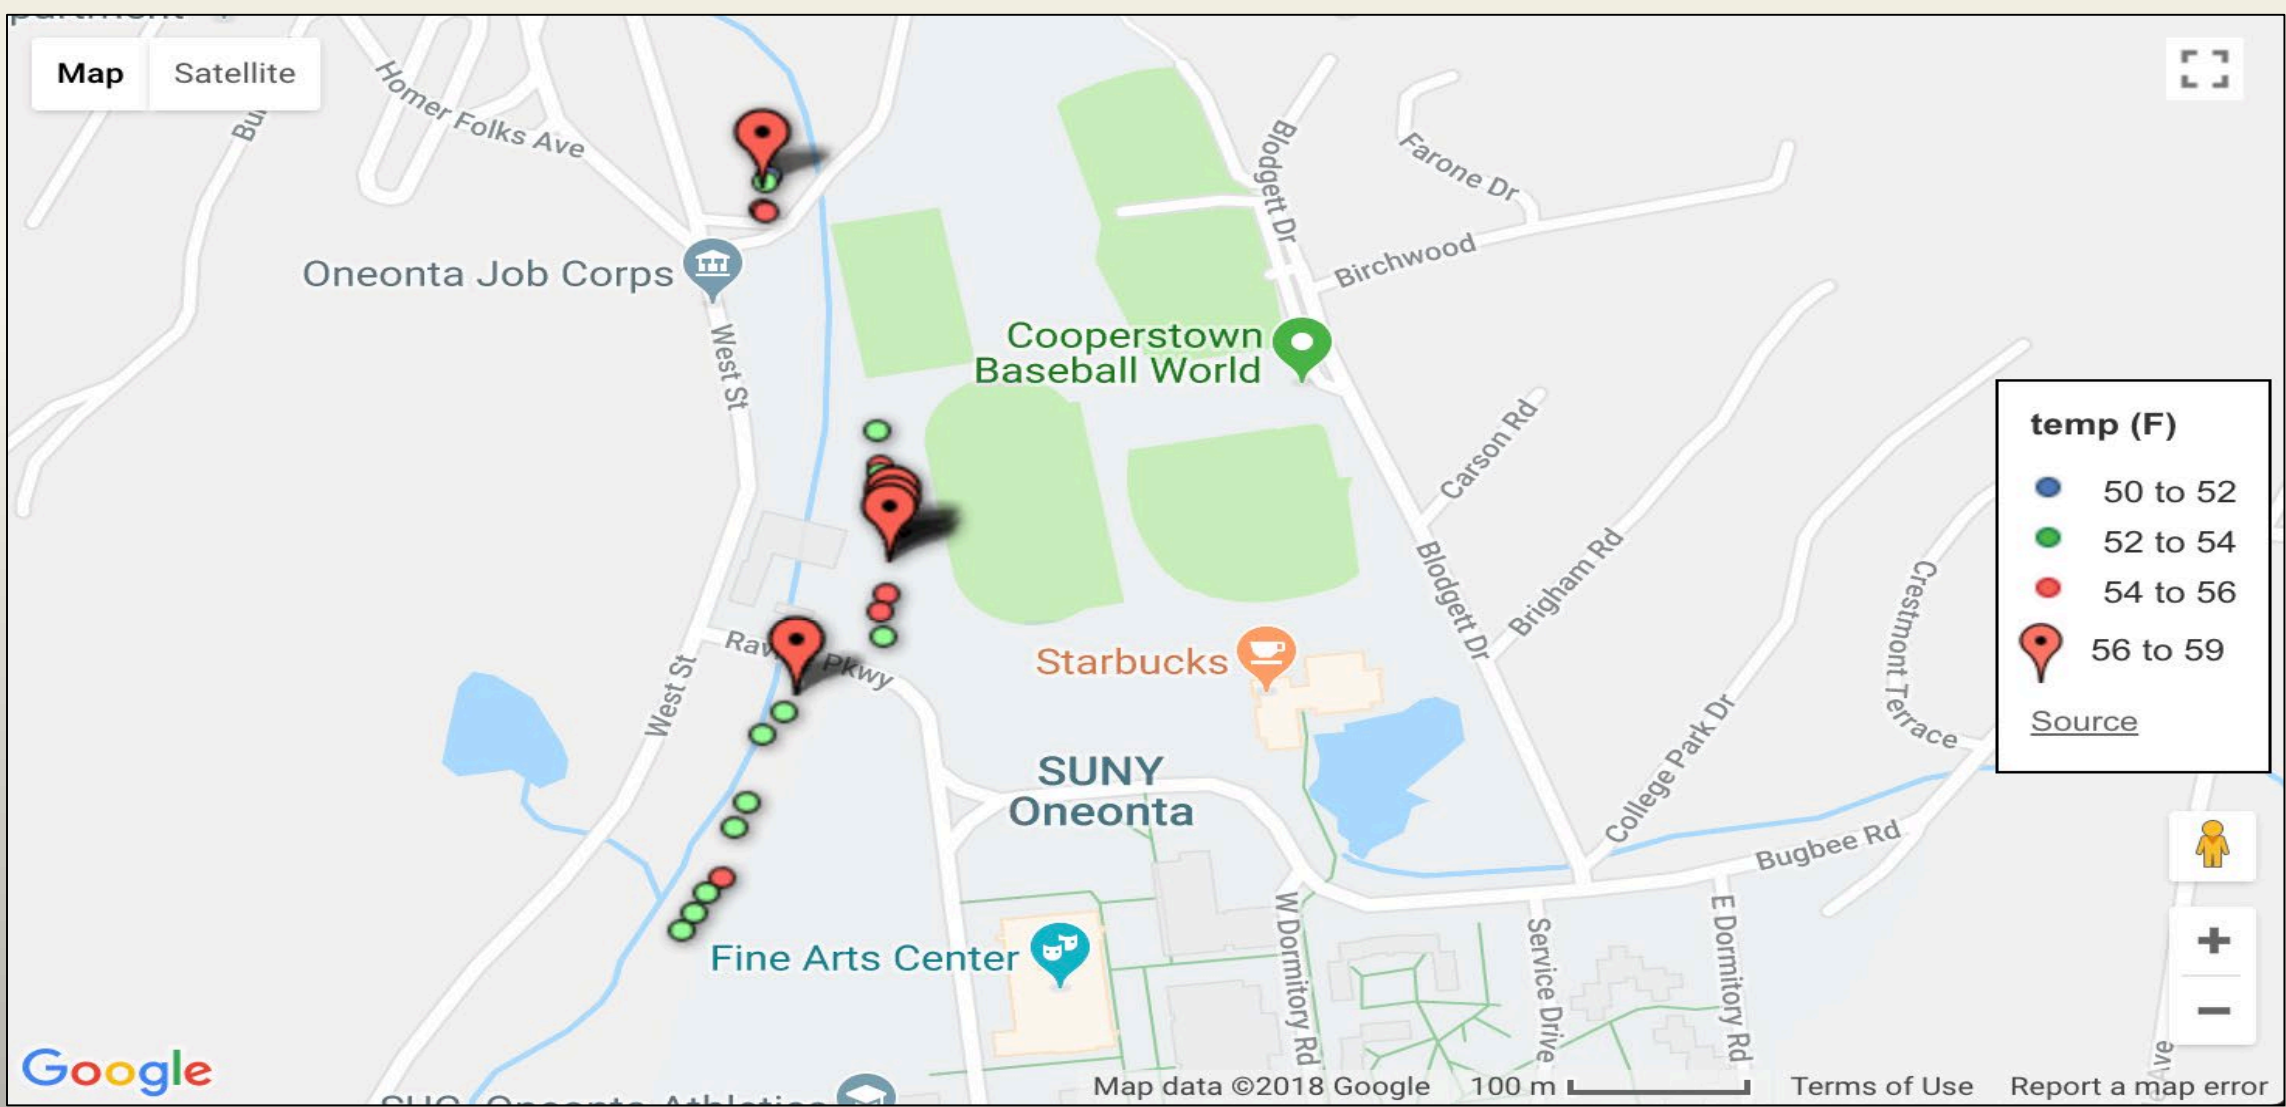 Map Satellite
Homer Folks Ave
Oneonta Job Corps
West St
Blodgett Dr
Farone Dr
Birchwood
Cooperstown
Baseball World
Carson Rd
Blodgett Dr
Brigham Rd
Crestmont Terrace
College Park Dr
temp (F)
50 to 52
52 to 54
54 to 56
56 to 59
Source
Pkwy
West St
Starbucks
SUNY
Oneonta
Bugbee Rd
Fine Arts Center
W Dormitory Rd
Service Drive
E Dormitory Rd
Google
Map data ©2018 Google 100 m Terms of Use Report a map error